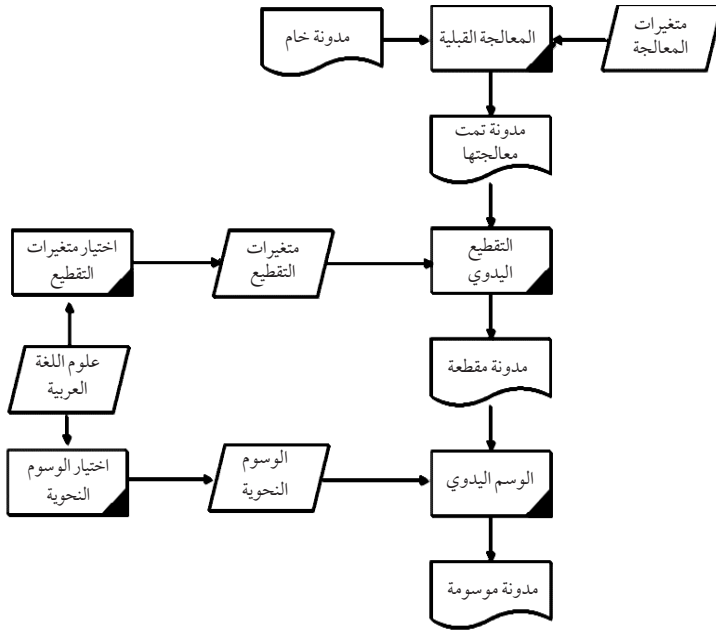 متغيرات
المعالجة
المعالجة القبلية
مدونة خام
مدونة تمت
معالجتها
التقطيع
اليدوي
متغيرات
التقطيع
اختيار متغيرات
التقطيع
مدونة مقطعة
علوم اللغة
العربية
الوسم اليدوي
الوسوم
النحوية
اختيار الوسوم
النحوية
مدونة موسومة